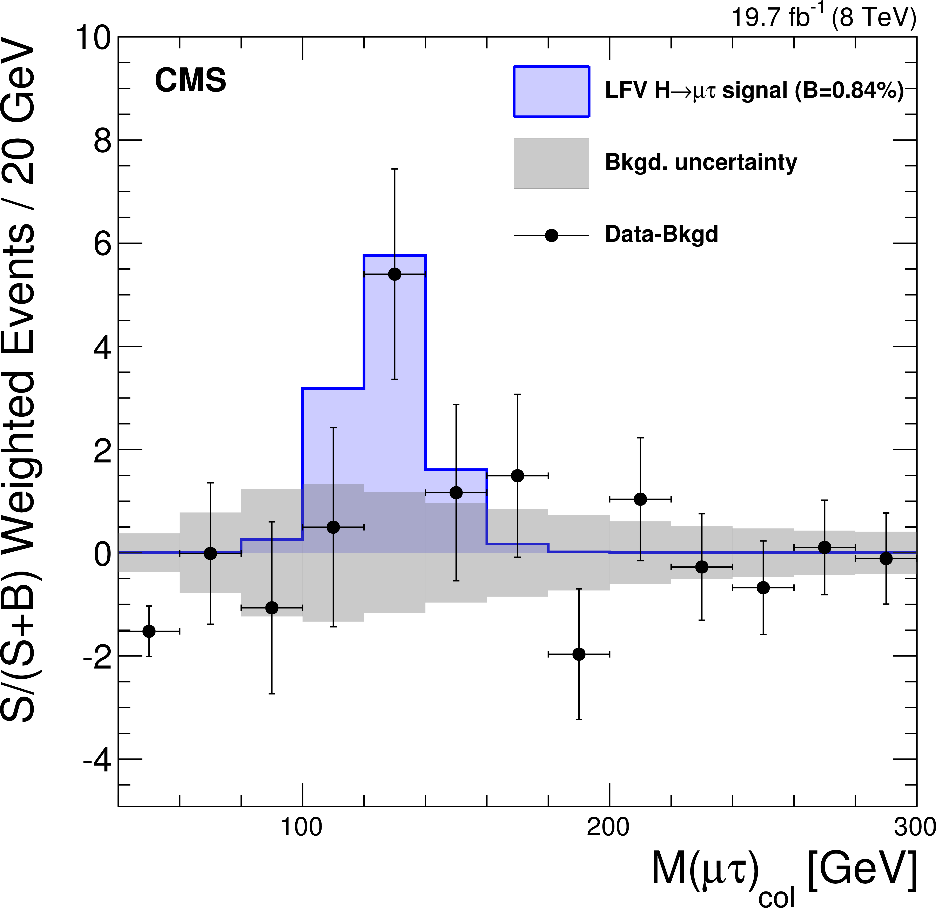 19.7 fb⁻¹ (8 TeV)
CMS
LFV H→μτ signal (B=0.84%)
Bkgd. uncertainty
Data-Bkgd
S/(S+B) Weighted Events / 20 GeV
10
8
6
4
2
0
-2
-4
100
200
300
M(μτ)col [GeV]